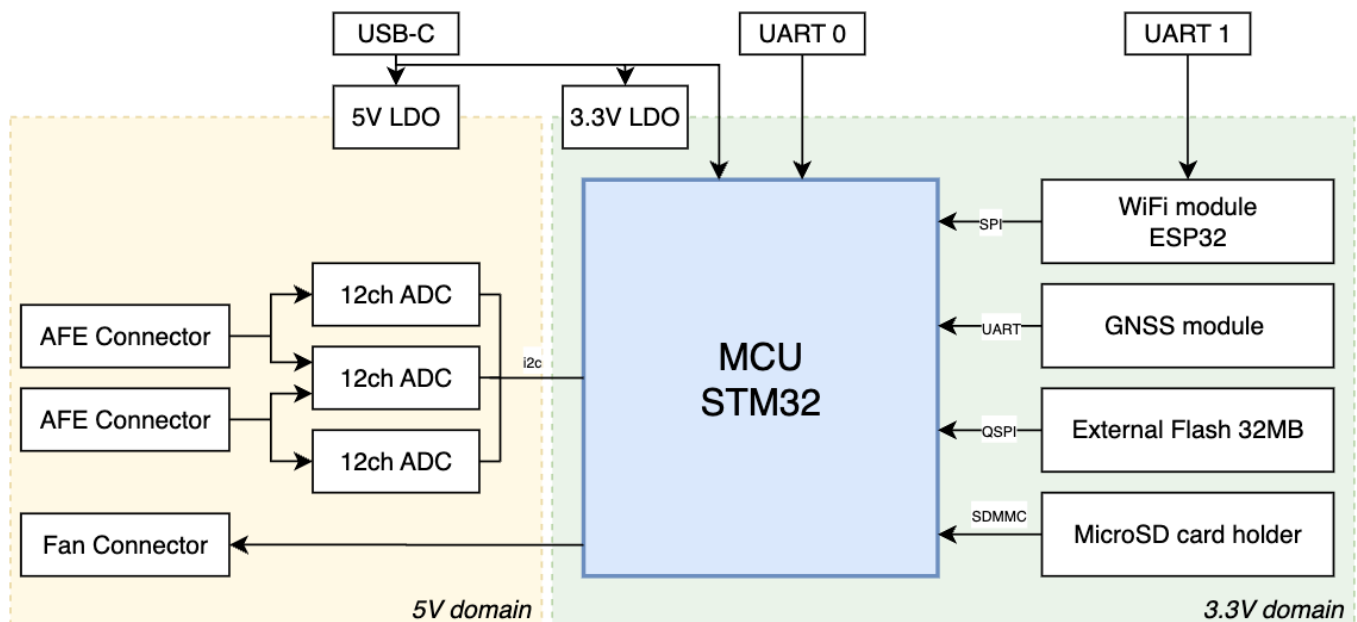 USB-C
UART 0
UART 1
5V LDO
3.3V LDO
WiFi module
ESP32
SPI
12ch ADC
AFE Connector
GNSS module
UART
MCU
STM32
i2c
12ch ADC
AFE Connector
External Flash 32MB
QSPI
12ch ADC
SDMMC
MicroSD card holder
Fan Connector
5V domain
3.3V domain